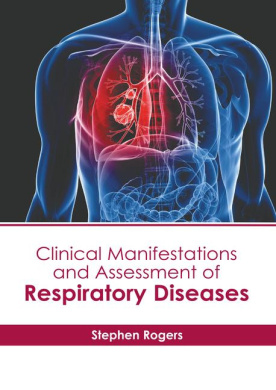 Clinical Manifestations
and Assessment of
Respiratory Diseases
Stephen Rogers